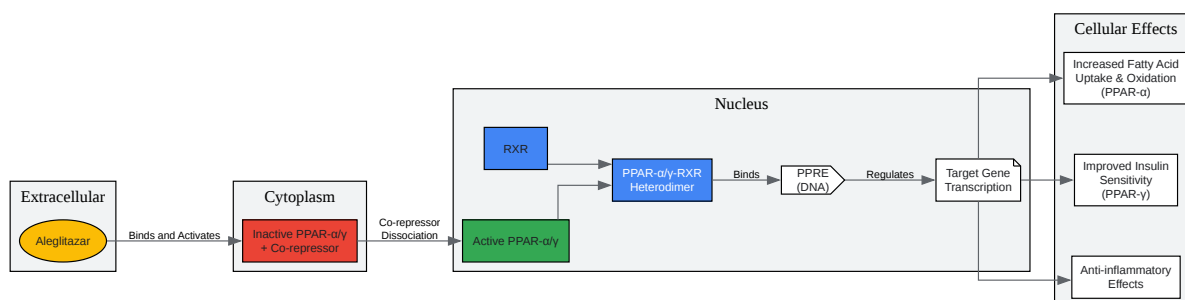 Extracellular
Aleglitazar
Binds and Activates
Cytoplasm
Inactive PPAR-α/γ
+ Co-repressor
Co-repressor
Dissociation
Nucleus
RXR
Active PPAR-α/γ
PPAR-α/γ-RXR
Heterodimer
Binds
PPRE
(DNA)
Regulates
Target Gene
Transcription
Cellular Effects
Increased Fatty Acid
Uptake & Oxidation
(PPAR-α)
Improved Insulin
Sensitivity
(PPAR-γ)
Anti-inflammatory
Effects